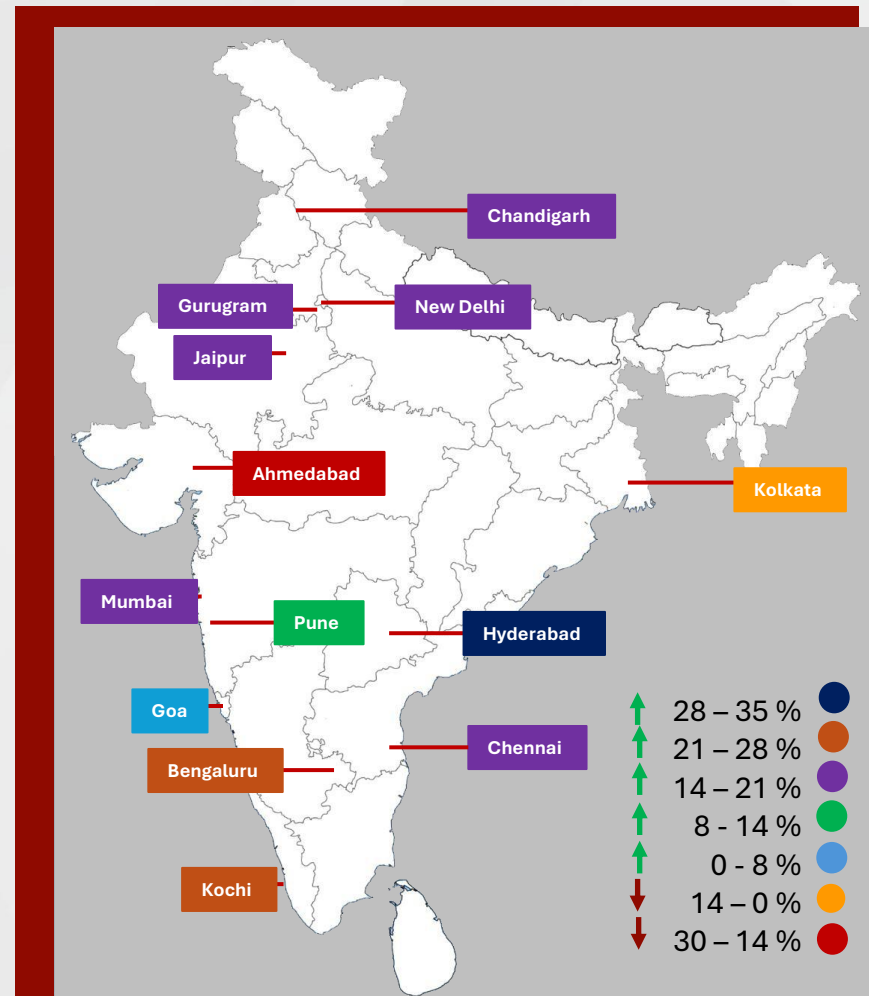 Chandigarh
Gurugram
New Delhi
Jaipur
Ahmedabad
Kolkata
Mumbai
Pune
Hyderabad
Goa
Chennai
Bengaluru
Kochi
28 – 35 %
21 – 28 %
14 – 21 %
8 - 14 %
0 - 8 %
14 – 0 %
30 – 14 %